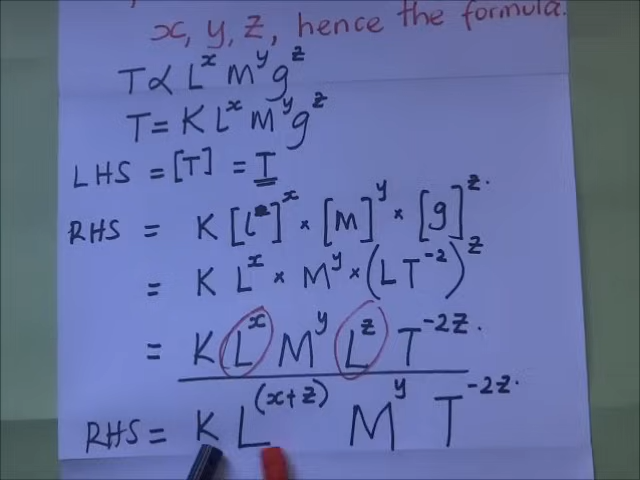 x, y, z, hence the formula.
T ∝ L^x M^y g^z
T = K L^x M^y g^z
LHS = [T] = T
RHS = K [L]^x × [M]^y × [g]^z.
= K L^x × M^y × (LT^-2)^z
= K L^x M^y L^z T^-2z.
RHS = K L^(x+z) M^y T^-2z.